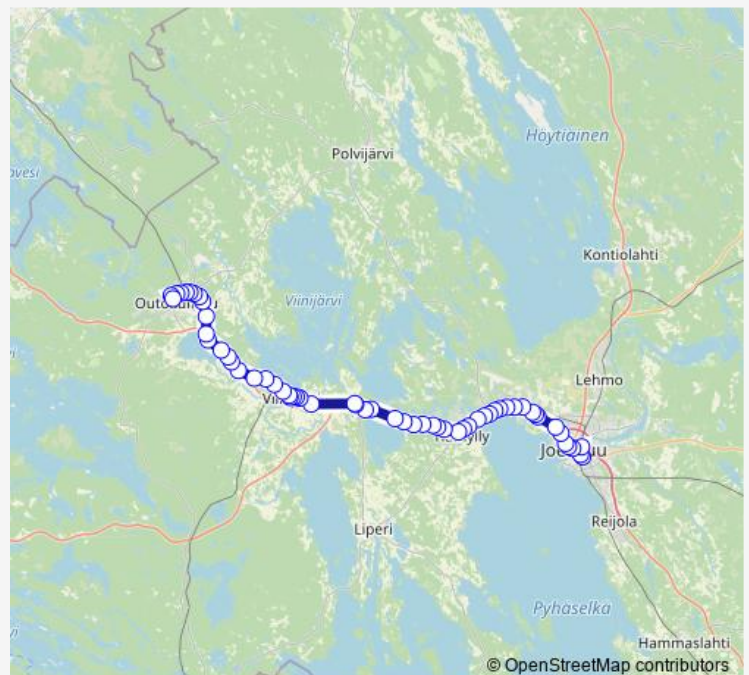 Höytiäinen
Polvijärvi
Kontiolahti
Viinijärvi
Lehmo
Liperi
Reijola
Pyhäselkä
Hammaslahti
© OpenStreetMap contributors